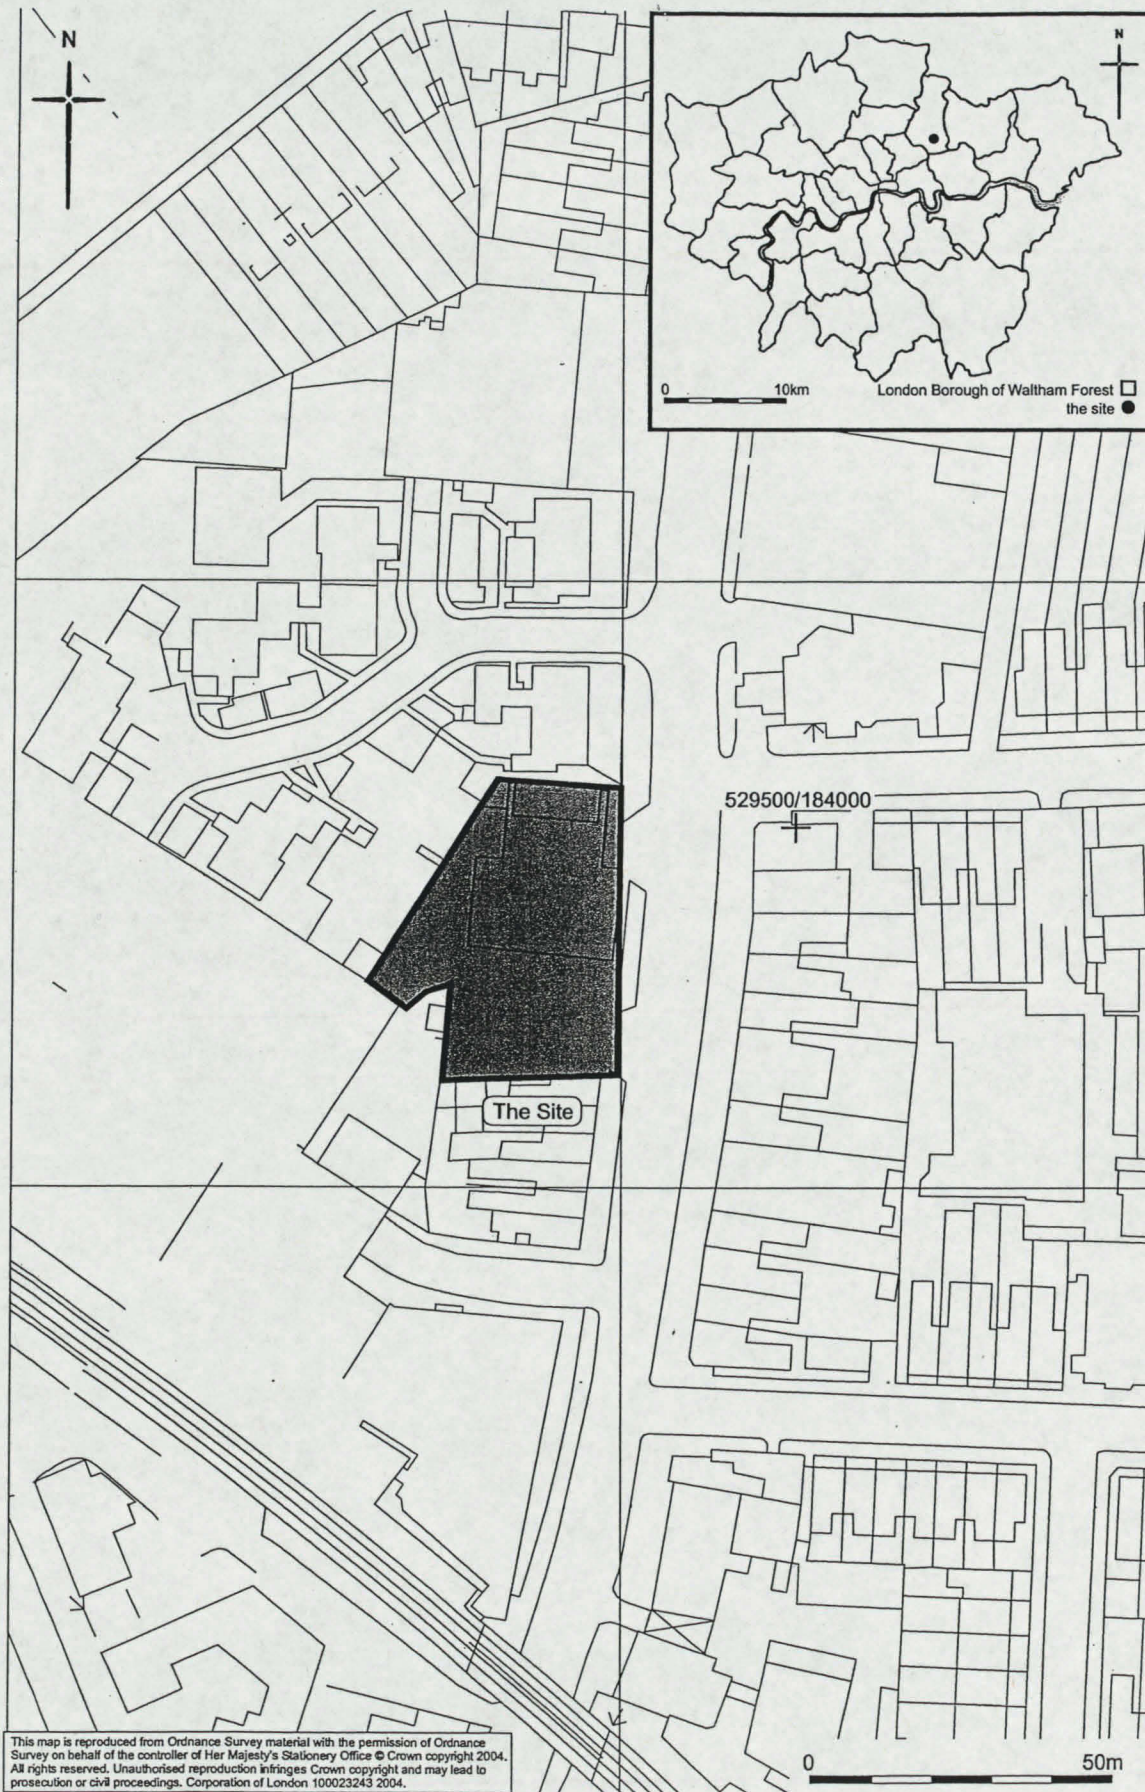 N
N
0 10km
London Borough of Waltham Forest
the site
529500/184000
The Site
This map is reproduced from Ordnance Survey material with the permission of Ordnance
Survey on behalf of the controller of Her Majesty's Stationery Office © Crown copyright 2004.
All rights reserved. Unauthorised reproduction infringes Crown copyright and may lead to
prosecution or civil proceedings. Corporation of London 100023243 2004.
0 50m